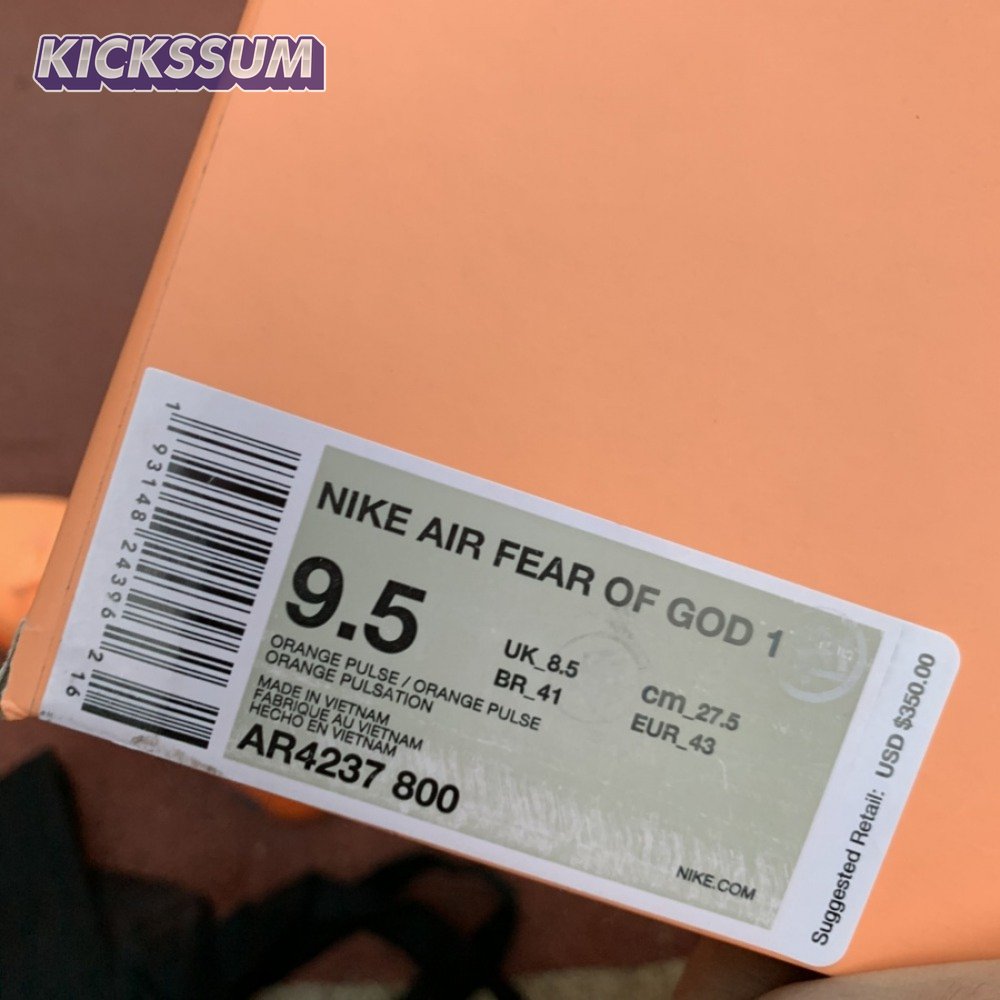 KICKSSUM
1 93148 24396 2 16
NIKE AIR FEAR OF GOD 1
9.5
UK_8.5
BR_41
cm_27.5
EUR_43
ORANGE PULSE / ORANGE PULSE
ORANGE PULSATION
MADE IN VIETNAM
FABRIQUE AU VIETNAM
HECHO EN VIETNAM
AR4237 800
NIKE.COM
Suggested Retail: USD $350.00